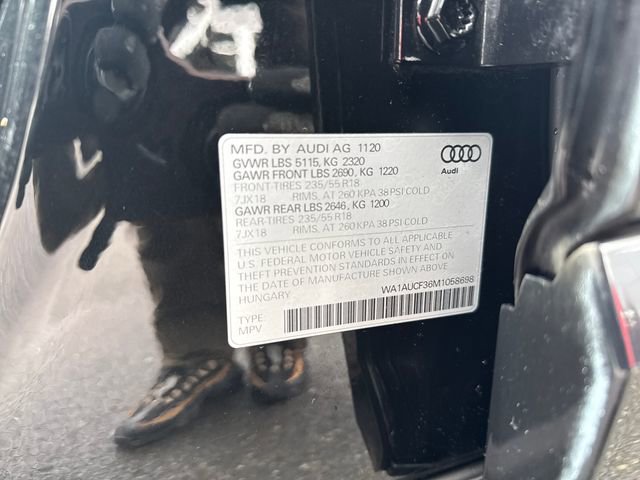 MFD. BY AUDI AG 1120
GVWR LBS 5115, KG 2320
GAWR FRONT LBS 2690, KG 1220
FRONT-TIRES 235/55 R18
7JX18 RIMS, AT 260 KPA 38 PSI COLD
GAWR REAR LBS 2646, KG 1200
REAR-TIRES 235/55 R18
7JX18 RIMS, AT 260 KPA 38 PSI COLD
THIS VEHICLE CONFORMS TO ALL APPLICABLE
U.S. FEDERAL MOTOR VEHICLE SAFETY AND
THEFT PREVENTION STANDARDS IN EFFECT ON
THE DATE OF MANUFACTURE SHOWN ABOVE
HUNGARY
WA1AUCF36M1058698
TYPE:
MPV
Audi